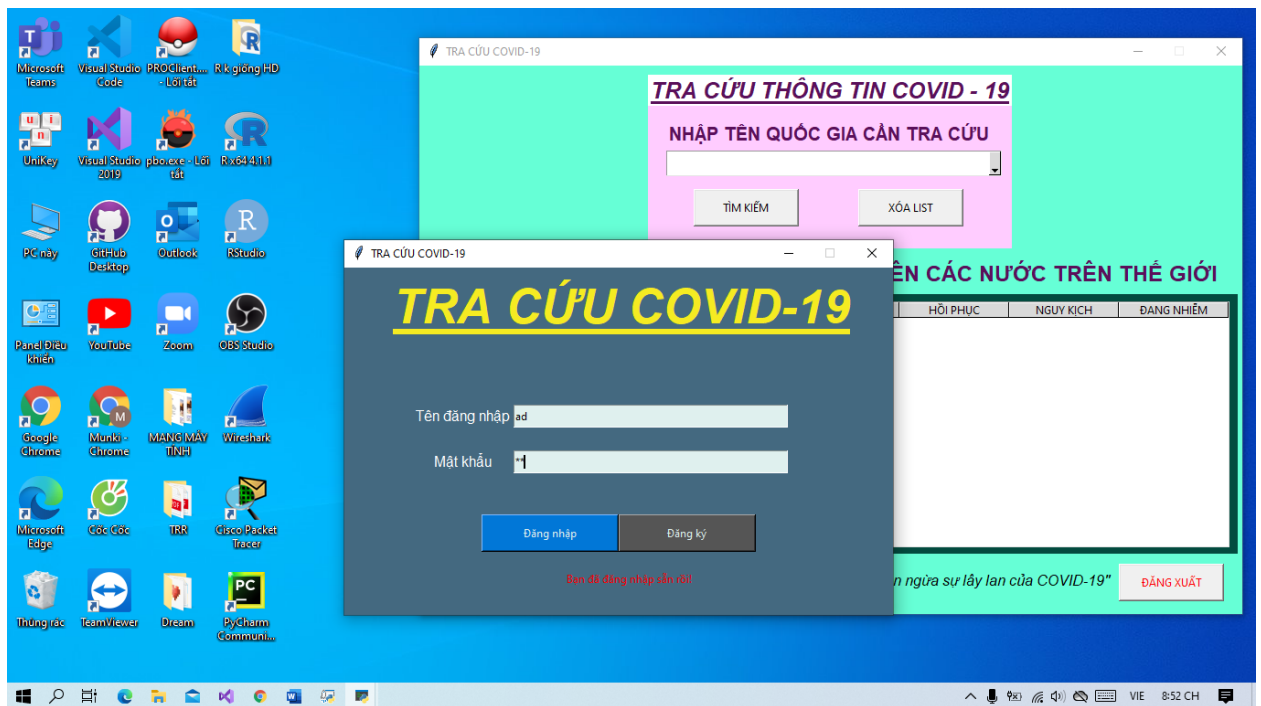 Microsoft Teams
Visual Studio Code
PROClient.... - Lối tắt
R k giống HD
UniKey
Visual Studio 2019
pbo.exe - Lối tắt
R x64 4.1.1
PC này
GitHub Desktop
Outlook
RStudio
Panel Điều khiển
YouTube
Zoom
OBS Studio
Google Chrome
Munki - Chrome
MANG MÁY TÍNH
Wireshark
Microsoft Edge
Cốc Cốc
TRR
Cisco Packet Tracer
Thùng rác
TeamViewer
Dream
PyCharm Communi...
TRA CỨU COVID-19
TRA CỨU THÔNG TIN COVID - 19
NHẬP TÊN QUỐC GIA CẦN TRA CỨU
TÌM KIẾM
XÓA LIST
ÊN CÁC NƯỚC TRÊN THẾ GIỚI
HỒI PHỤC
NGUY KỊCH
ĐANG NHIỄM
n ngừa sự lây lan của COVID-19"
ĐĂNG XUẤT
TRA CỨU COVID-19
TRA CỨU COVID-19
Tên đăng nhập
ad
Mật khẩu
**
Đăng nhập
Đăng ký
Bạn đã đăng nhập sẵn rồi!
VIE
8:52 CH